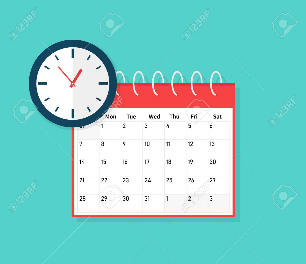 Mon Tue Wed Thu Fri Sat
1 2 3 4 5 6
7 8 9 10 11 12 13
14 15 16 17 18 19 20
21 22 23 24 25 26 27
28 29 30 31 1 2 3
123RF